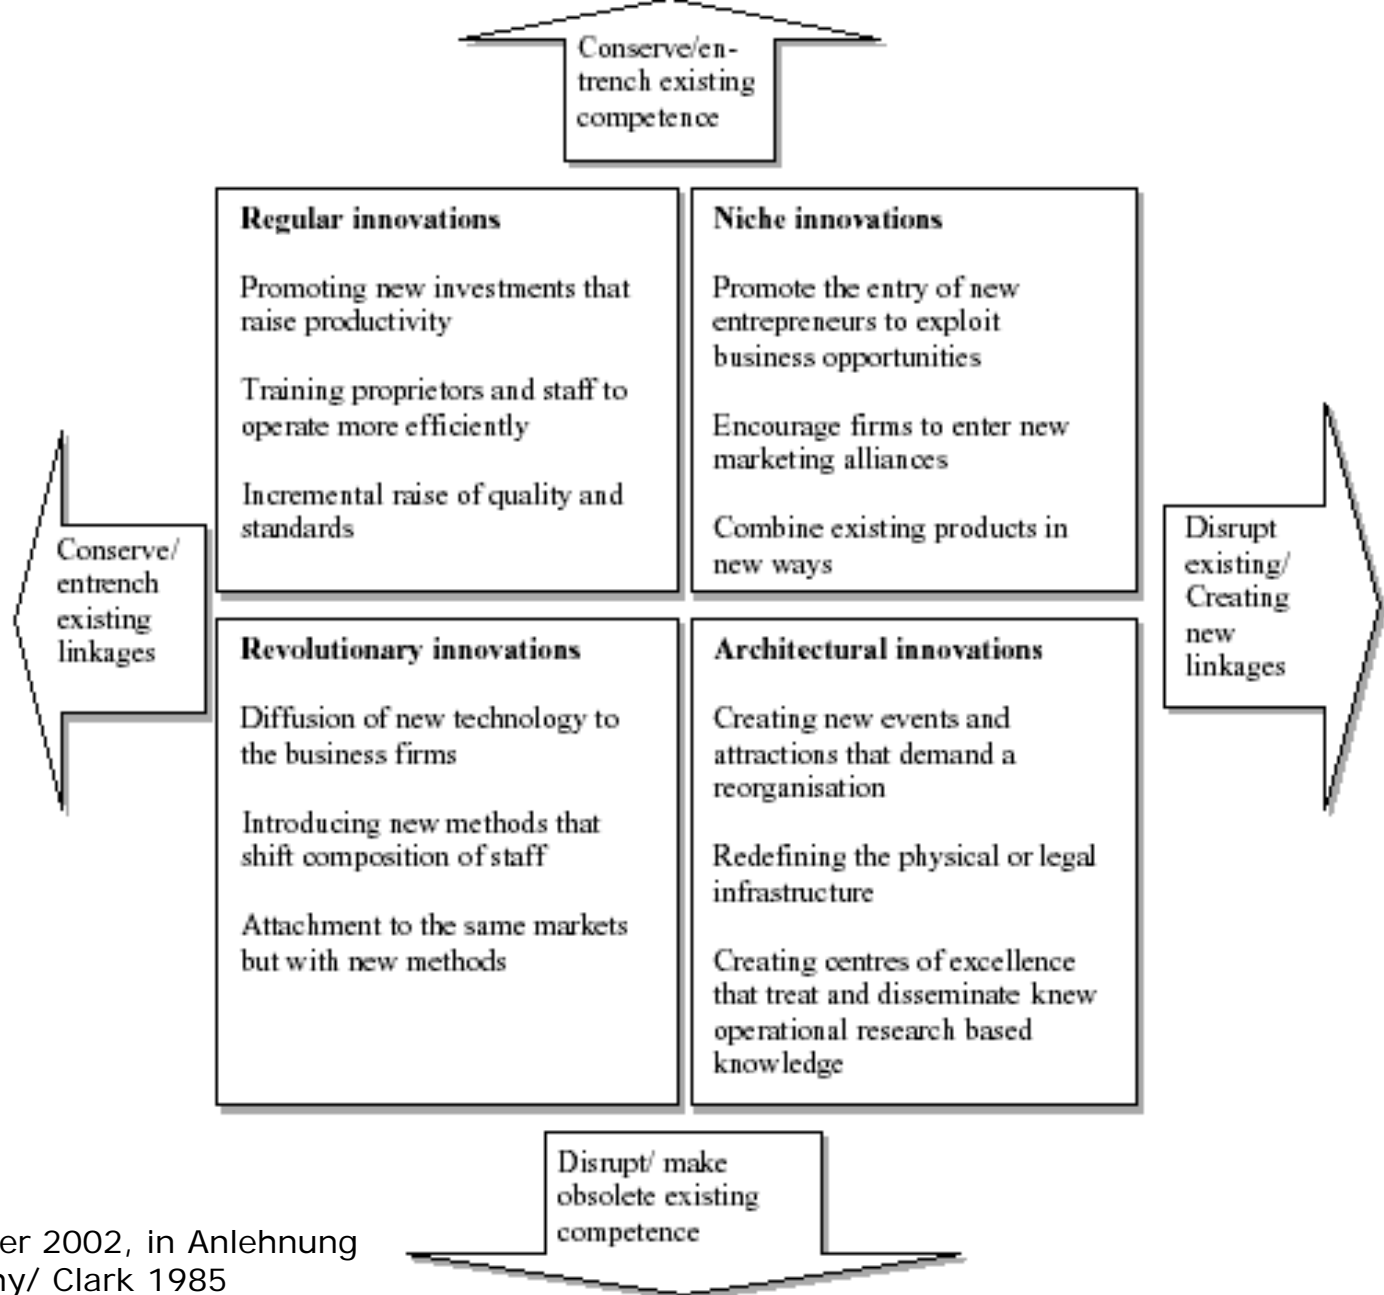 Conserve/en-
trench existing
competence
Regular innovations
Promoting new investments that
raise productivity
Training proprietors and staff to
operate more efficiently
Incremental raise of quality and
standards
Niche innovations
Promote the entry of new
entrepreneurs to exploit
business opportunities
Encourage firms to enter new
marketing alliances
Combine existing products in
new ways
Conserve/
entrench
existing
linkages
Disrupt
existing/
Creating
new
linkages
Revolutionary innovations
Diffusion of new technology to
the business firms
Introducing new methods that
shift composition of staff
Attachment to the same markets
but with new methods
Architectural innovations
Creating new events and
attractions that demand a
reorganisation
Redefining the physical or legal
infrastructure
Creating centres of excellence
that treat and disseminate knew
operational research based
knowledge
Disrupt/ make
obsolete existing
competence
2002, in Anlehnung
/ Clark 1985